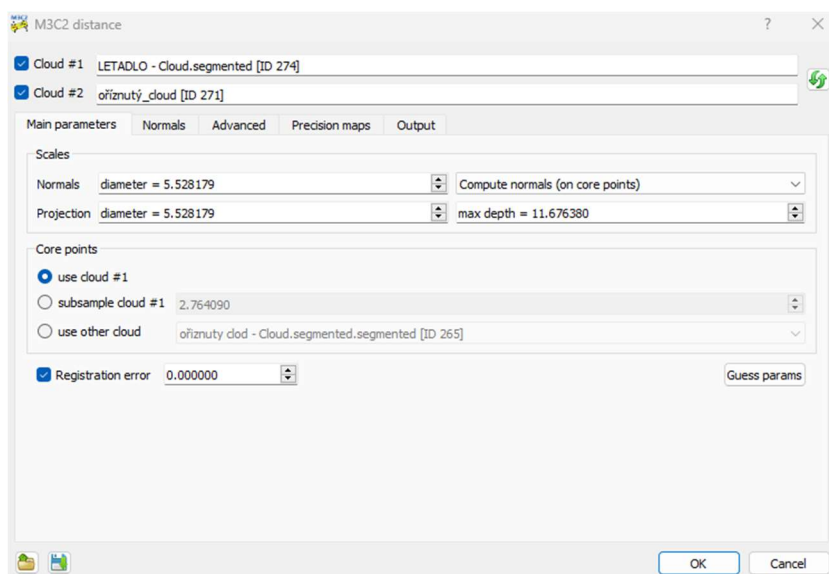 M3C2 distance ? ×
Cloud #1 LETADLO - Cloud.segmented [ID 274]
Cloud #2 oříznutý_cloud [ID 271]
Main parameters Normals Advanced Precision maps Output
Scales
Normals diameter = 5.528179 Compute normals (on core points)
Projection diameter = 5.528179 max depth = 11.676380
Core points
use cloud #1
subsample cloud #1 2.764090
use other cloud ořiznuty clod - Cloud.segmented.segmented [ID 265]
Registration error 0.000000 Guess params
OK Cancel